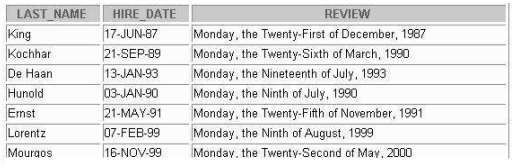 LAST_NAME HIRE_DATE REVIEW
King 17-JUN-87 Monday, the Twenty-First of December, 1987
Kochhar 21-SEP-89 Monday, the Twenty-Sixth of March, 1990
De Haan 13-JAN-93 Monday, the Nineteenth of July, 1993
Hunold 03-JAN-90 Monday, the Ninth of July, 1990
Ernst 21-MAY-91 Monday, the Twenty-Fifth of November, 1991
Lorentz 07-FEB-99 Monday, the Ninth of August, 1999
Mourgos 16-NOV-99 Monday, the Twenty-Second of May, 2000